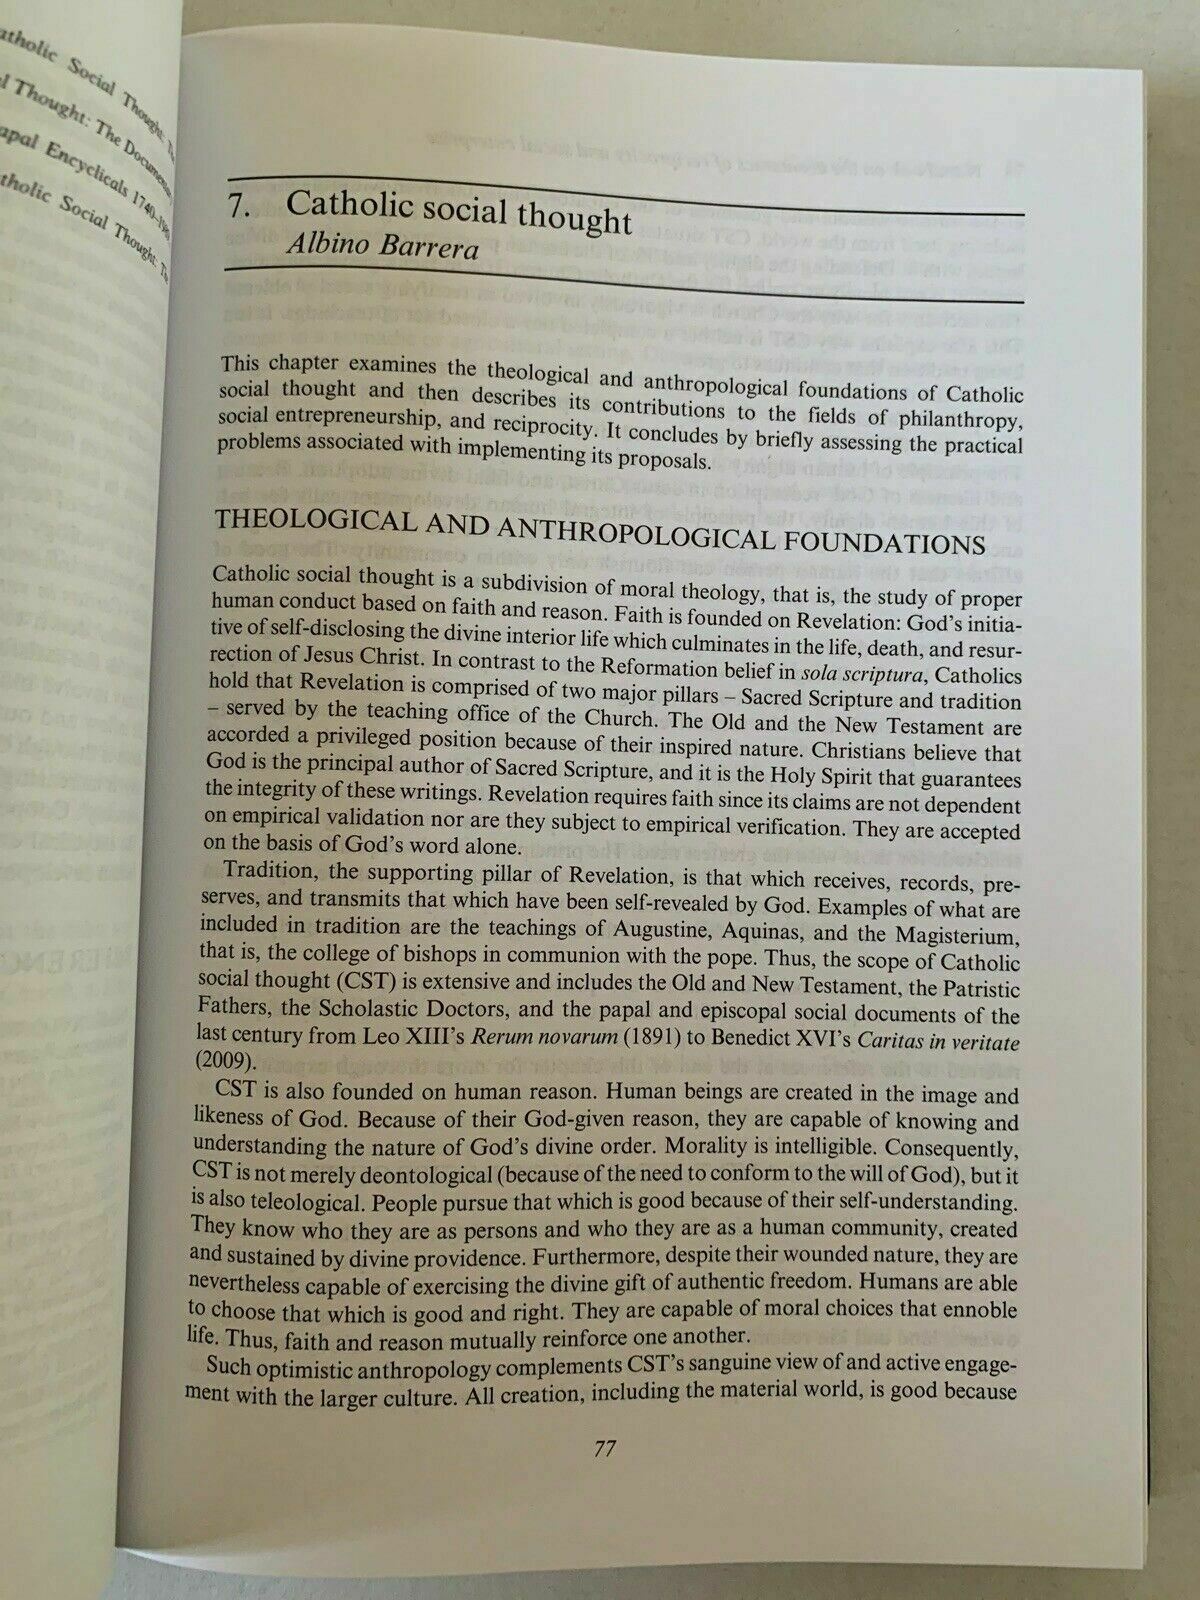 atholic Social Thought: Th
al Thought: The Documentar
apal Encyclicals 1740–198
tholic Social Thought: Th
7. Catholic social thought
Albino Barrera
This chapter examines the theological and anthropological foundations of Catholic
social thought and then describes its contributions to the fields of philanthropy,
social entrepreneurship, and reciprocity. It concludes by briefly assessing the practical
problems associated with implementing its proposals.
THEOLOGICAL AND ANTHROPOLOGICAL FOUNDATIONS
Catholic social thought is a subdivision of moral theology, that is, the study of proper
human conduct based on faith and reason. Faith is founded on Revelation: God's initia-
tive of self-disclosing the divine interior life which culminates in the life, death, and resur-
rection of Jesus Christ. In contrast to the Reformation belief in sola scriptura, Catholics
hold that Revelation is comprised of two major pillars – Sacred Scripture and tradition
– served by the teaching office of the Church. The Old and the New Testament are
accorded a privileged position because of their inspired nature. Christians believe that
God is the principal author of Sacred Scripture, and it is the Holy Spirit that guarantees
the integrity of these writings. Revelation requires faith since its claims are not dependent
on empirical validation nor are they subject to empirical verification. They are accepted
on the basis of God's word alone.
Tradition, the supporting pillar of Revelation, is that which receives, records, pre-
serves, and transmits that which have been self-revealed by God. Examples of what are
included in tradition are the teachings of Augustine, Aquinas, and the Magisterium,
that is, the college of bishops in communion with the pope. Thus, the scope of Catholic
social thought (CST) is extensive and includes the Old and New Testament, the Patristic
Fathers, the Scholastic Doctors, and the papal and episcopal social documents of the
last century from Leo XIII's Rerum novarum (1891) to Benedict XVI's Caritas in veritate
(2009).
CST is also founded on human reason. Human beings are created in the image and
likeness of God. Because of their God-given reason, they are capable of knowing and
understanding the nature of God's divine order. Morality is intelligible. Consequently,
CST is not merely deontological (because of the need to conform to the will of God), but it
is also teleological. People pursue that which is good because of their self-understanding.
They know who they are as persons and who they are as a human community, created
and sustained by divine providence. Furthermore, despite their wounded nature, they are
nevertheless capable of exercising the divine gift of authentic freedom. Humans are able
to choose that which is good and right. They are capable of moral choices that ennoble
life. Thus, faith and reason mutually reinforce one another.
Such optimistic anthropology complements CST's sanguine view of and active engage-
ment with the larger culture. All creation, including the material world, is good because
77